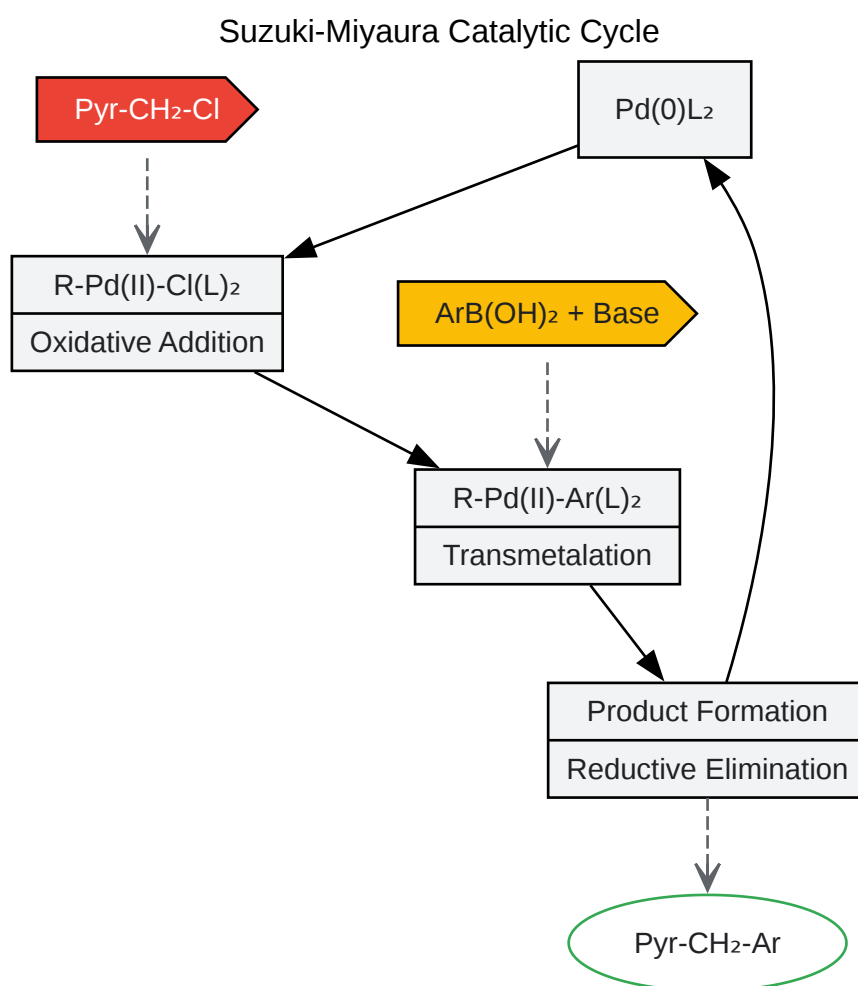 Suzuki-Miyaura Catalytic Cycle
Pyr-CH₂-Cl
Pd(0)L₂
R-Pd(II)-Cl(L)₂
Oxidative Addition
ArB(OH)₂ + Base
R-Pd(II)-Ar(L)₂
Transmetalation
Product Formation
Reductive Elimination
Pyr-CH₂-Ar